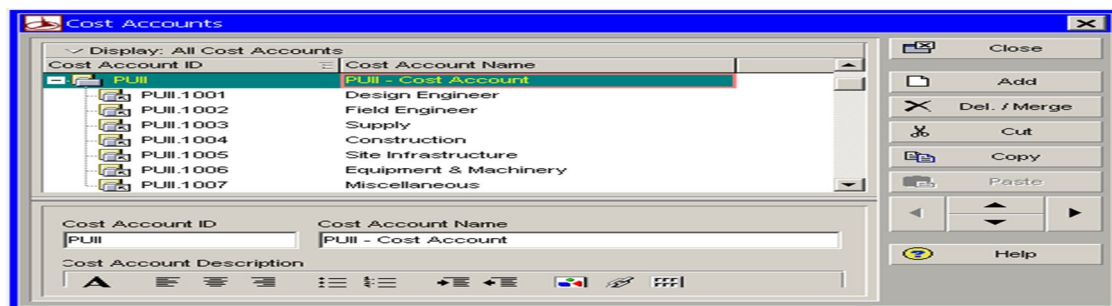 Cost Accounts
Display: All Cost Accounts
Cost Account ID Cost Account Name
PUII PUII - Cost Account
PUII.1001 Design Engineer
PUII.1002 Field Engineer
PUII.1003 Supply
PUII.1004 Construction
PUII.1005 Site Infrastructure
PUII.1006 Equipment & Machinery
PUII.1007 Miscellaneous
Cost Account ID Cost Account Name
PUII PUII - Cost Account
Cost Account Description
A
Close
Add
Del. / Merge
Cut
Copy
Paste
Help